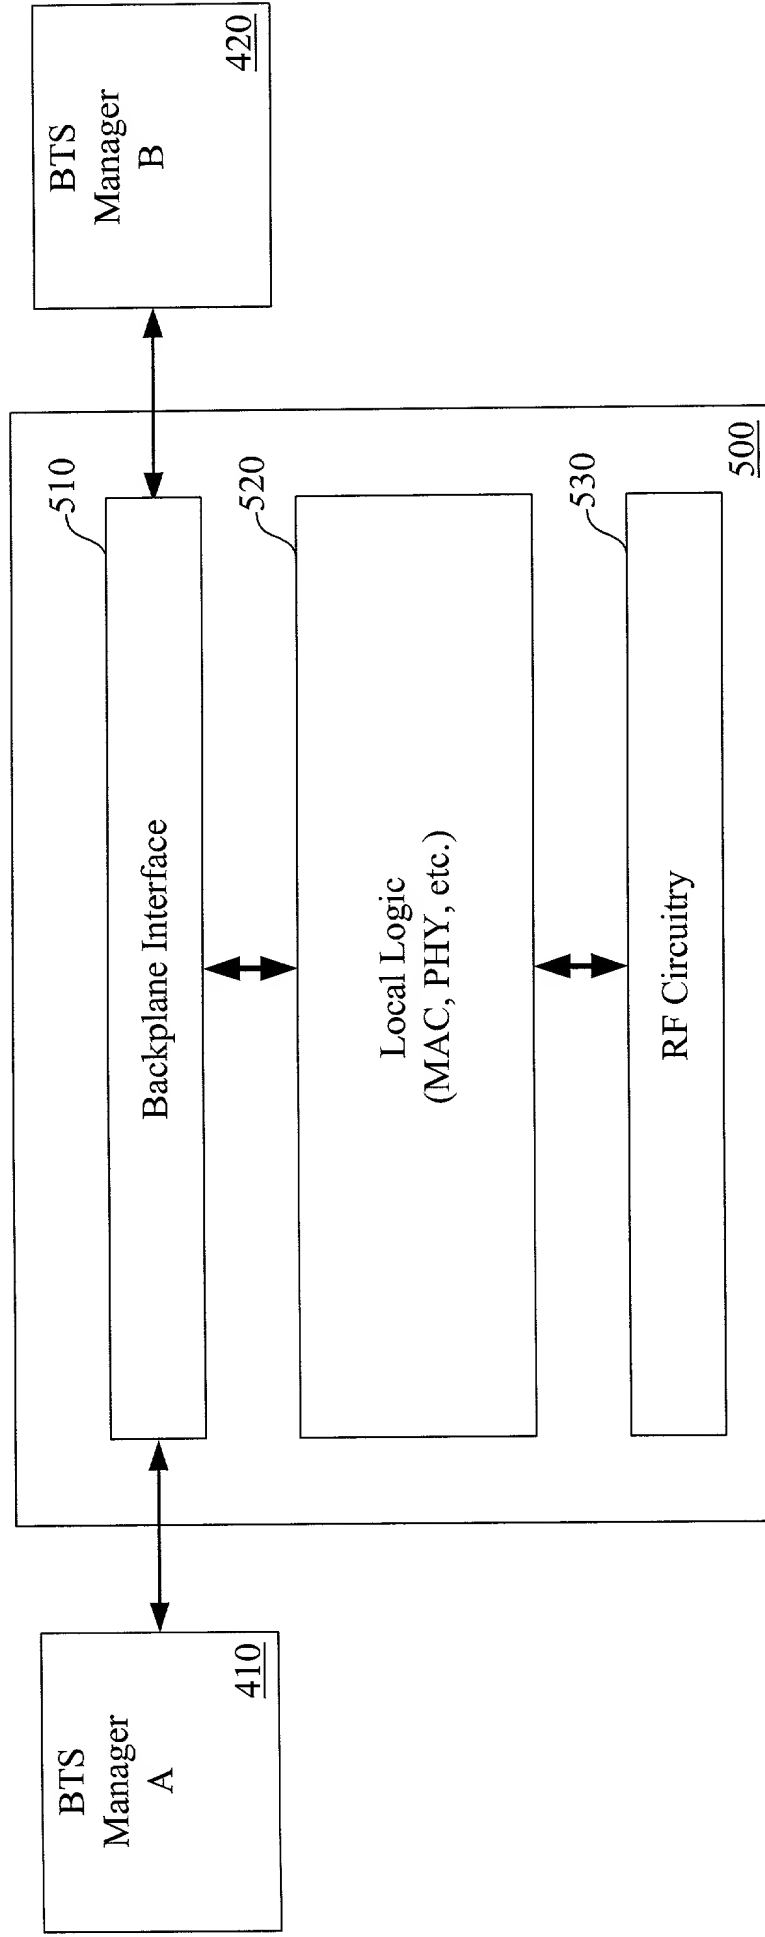 BTS
Manager
A
410
510
Backplane Interface
520
Local Logic
(MAC, PHY, etc.)
530
RF Circuitry
500
BTS
Manager
B
420